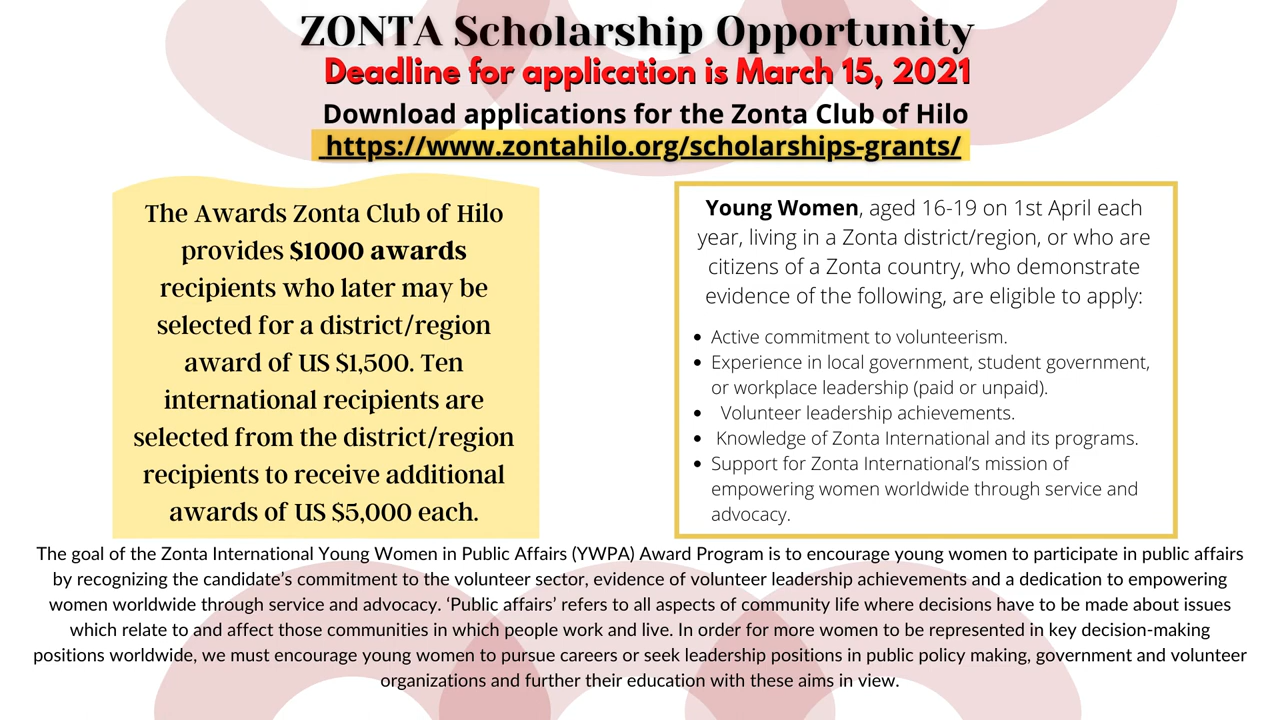 ZONTA Scholarship Opportunity
Deadline for application is March 15, 2021
Download applications for the Zonta Club of Hilo
https://www.zontahilo.org/scholarships-grants/
The Awards Zonta Club of Hilo
provides $1000 awards
recipients who later may be
selected for a district/region
award of US $1,500. Ten
international recipients are
selected from the district/region
recipients to receive additional
awards of US $5,000 each.
Young Women, aged 16-19 on 1st April each
year, living in a Zonta district/region, or who are
citizens of a Zonta country, who demonstrate
evidence of the following, are eligible to apply:
• Active commitment to volunteerism.
• Experience in local government, student government,
or workplace leadership (paid or unpaid).
• Volunteer leadership achievements.
• Knowledge of Zonta International and its programs.
• Support for Zonta International’s mission of
empowering women worldwide through service and
advocacy.
The goal of the Zonta International Young Women in Public Affairs (YWPA) Award Program is to encourage young women to participate in public affairs
by recognizing the candidate’s commitment to the volunteer sector, evidence of volunteer leadership achievements and a dedication to empowering
women worldwide through service and advocacy. ‘Public affairs’ refers to all aspects of community life where decisions have to be made about issues
which relate to and affect those communities in which people work and live. In order for more women to be represented in key decision-making
positions worldwide, we must encourage young women to pursue careers or seek leadership positions in public policy making, government and volunteer
organizations and further their education with these aims in view.